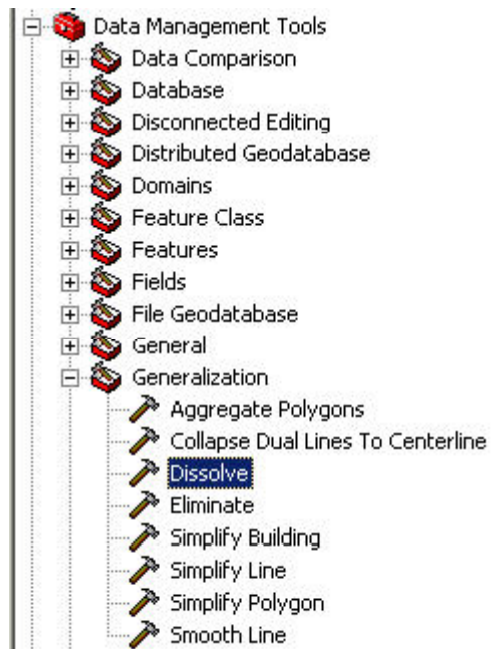 Data Management Tools
Data Comparison
Database
Disconnected Editing
Distributed Geodatabase
Domains
Feature Class
Features
Fields
File Geodatabase
General
Generalization
Aggregate Polygons
Collapse Dual Lines To Centerline
Dissolve
Eliminate
Simplify Building
Simplify Line
Simplify Polygon
Smooth Line